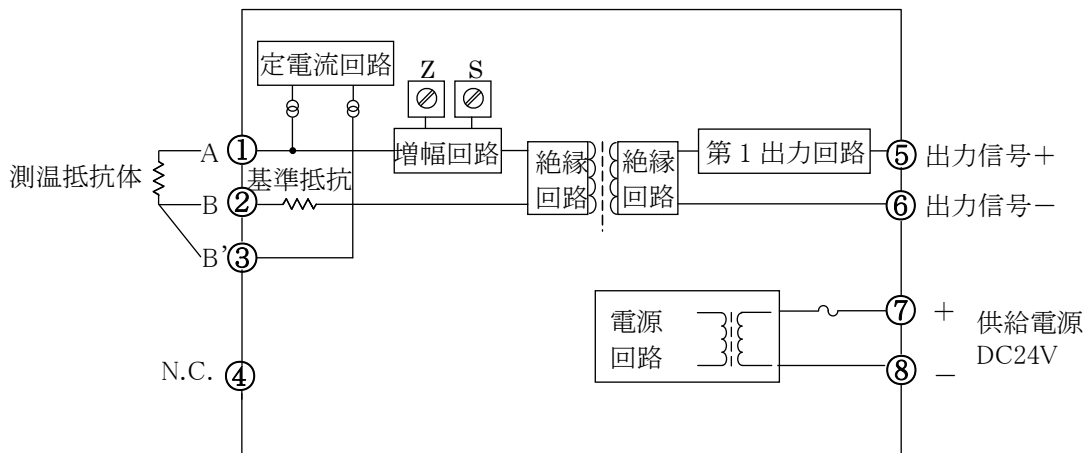 定電流回路
Z
S
A
①
増幅回路
絶縁
回路
絶縁
回路
第1出力回路
⑤
出力信号+
測温抵抗体
基準抵抗
B
②
⑥
出力信号-
B'
③
電源
回路
⑦
+
供給電源
DC24V
⑧
-
N.C.
④